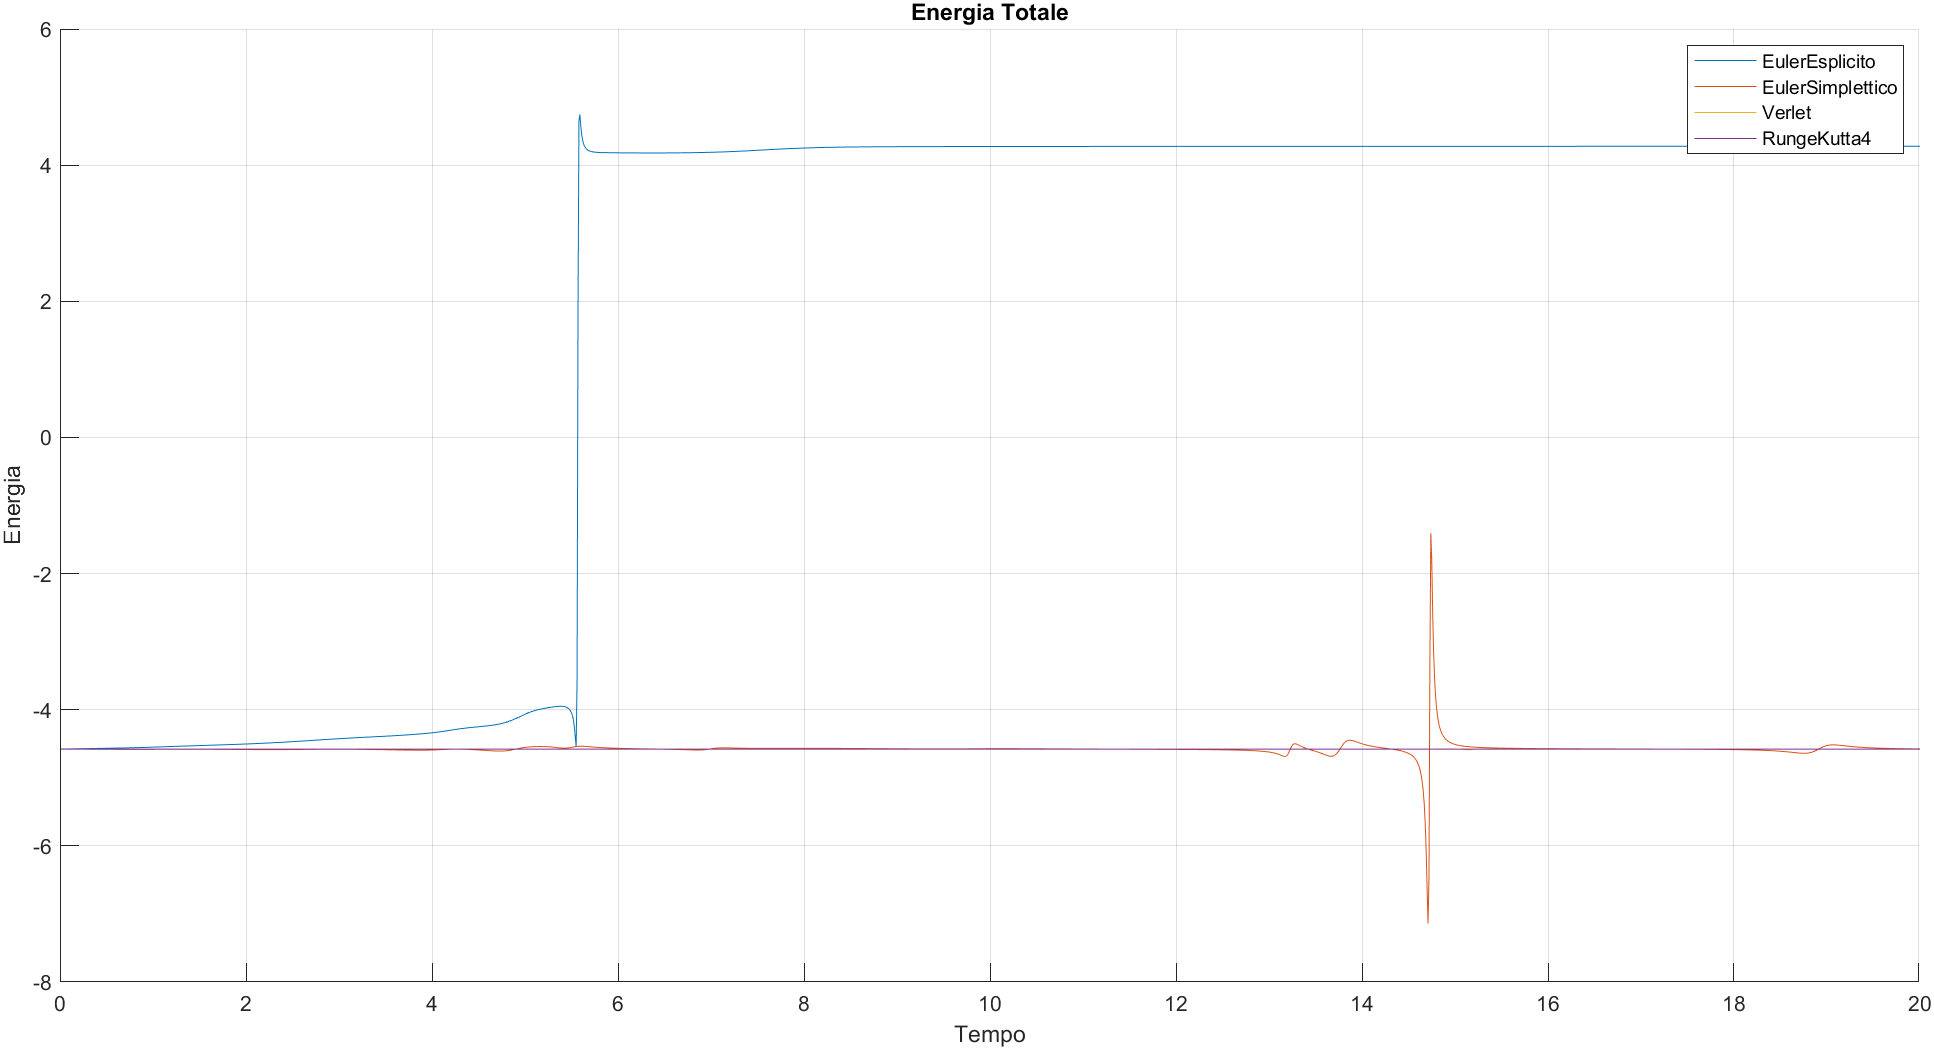 Energia Totale
6
4
2
0
-2
-4
-6
-8
Energia
EulerEsplicito
EulerSimplettico
Verlet
RungeKutta4
0 2 4 6 8 10 12 14 16 18 20
Tempo